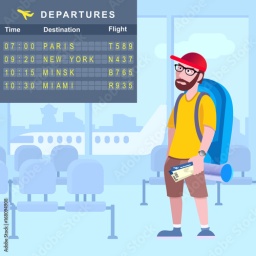 DEPARTURES
Time Destination Flight
07:00 PARIS T589
09:20 NEW YORK N437
10:15 MINSK B765
10:30 MIAMI R935